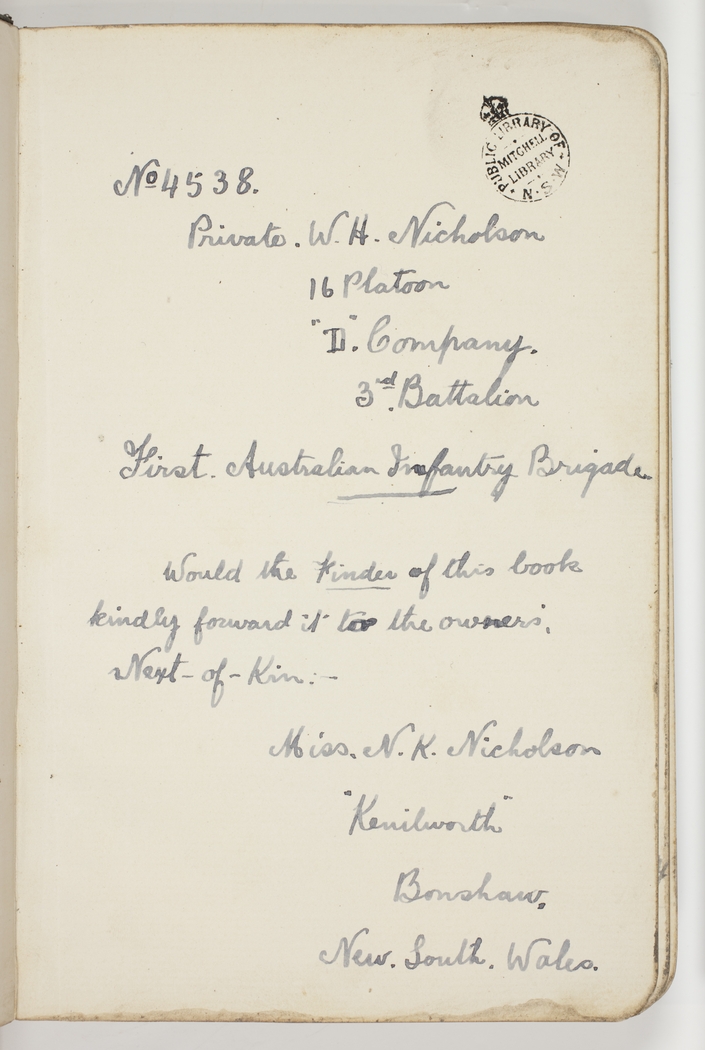 PUBLIC LIBRARY OF N.S.W.
MITCHELL
LIBRARY
No 4538.
Private. W. H. Nicholson
16 Platoon
"D". Company.
3rd. Battalion
First. Australian Infantry Brigade.
Would the Finder of this book
kindly forward it to the owners',
Next-of-Kin:-
Miss. N. K. Nicholson
"Kenilworth"
Bonshaw,
New. South. Wales.